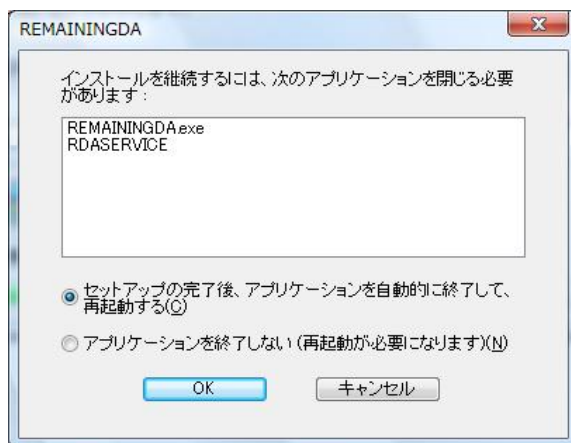 REMAININGDA
インストールを継続するには、次のアプリケーションを閉じる必要
があります:
REMAININGDA.exe
RDASERVICE
セットアップの完了後、アプリケーションを自動的に終了して、
再起動する(C)
アプリケーションを終了しない(再起動が必要になります)(N)
OK
キャンセル